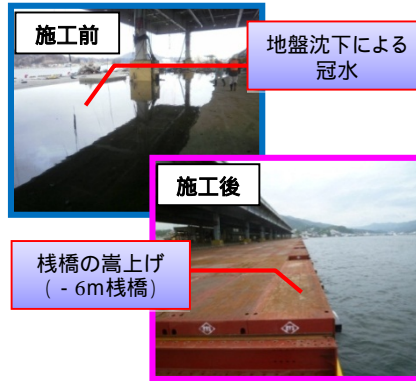 施工前
地盤沈下による
冠水
施工後
桟橋の嵩上げ
（‐6m桟橋）